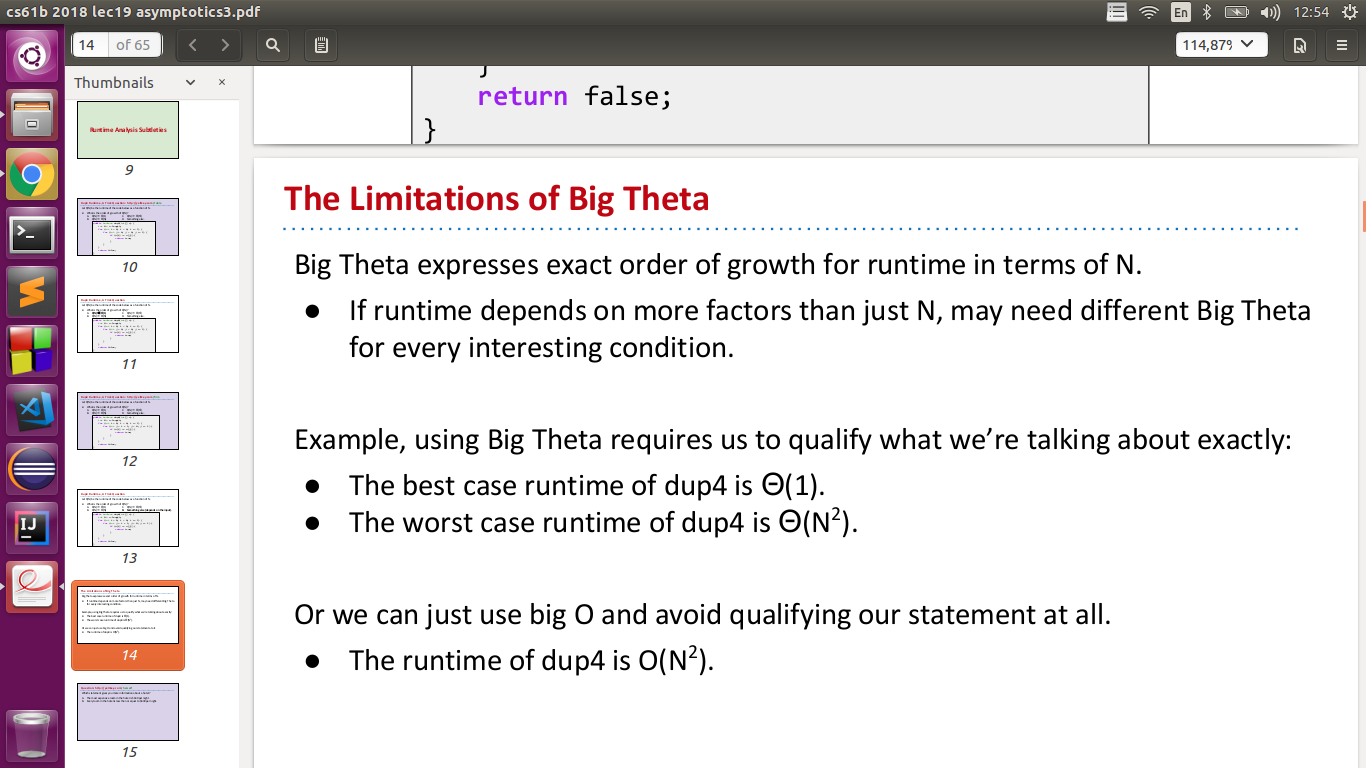 cs61b 2018 lec19 asymptotics3.pdf
En
12:54
14 of 65
114,87%
Thumbnails
Runtime Analysis Subtleties
9
10
11
12
13
14
15
return false;
}
The Limitations of Big Theta
Big Theta expresses exact order of growth for runtime in terms of N.
● If runtime depends on more factors than just N, may need different Big Theta
for every interesting condition.
Example, using Big Theta requires us to qualify what we’re talking about exactly:
● The best case runtime of dup4 is Θ(1).
● The worst case runtime of dup4 is Θ(N²).
Or we can just use big O and avoid qualifying our statement at all.
● The runtime of dup4 is O(N²).
IJ